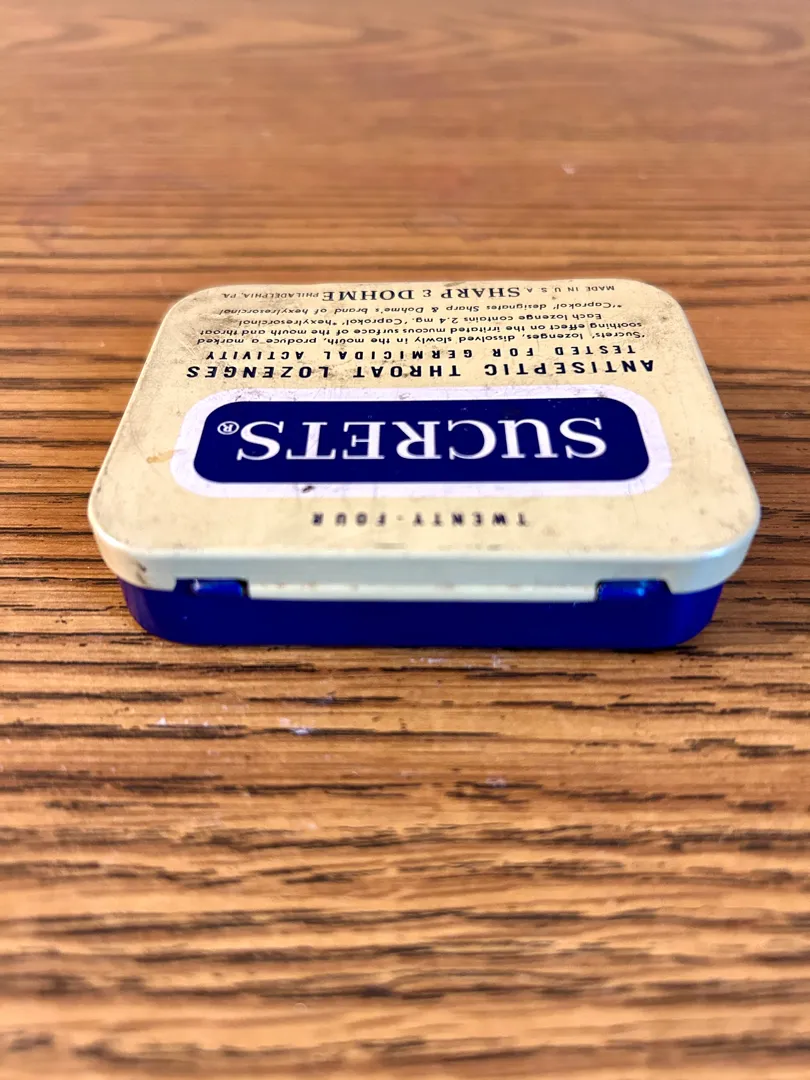 TWENTY-FOUR
SUCRETS®
ANTISEPTIC THROAT LOZENGES
TESTED FOR GERMICIDAL ACTIVITY
'Sucrets' lozenges, dissolved slowly in the mouth, produce a marked
soothing effect on the irritated mucous surface of the mouth and throat
Each lozenge contains 2.4 mg. 'Caprokol' *hexylresorcinol
*'Caprokol' designates Sharp & Dohme's brand of hexylresorcinol
MADE IN U S A SHARP & DOHME PHILADELPHIA, PA.